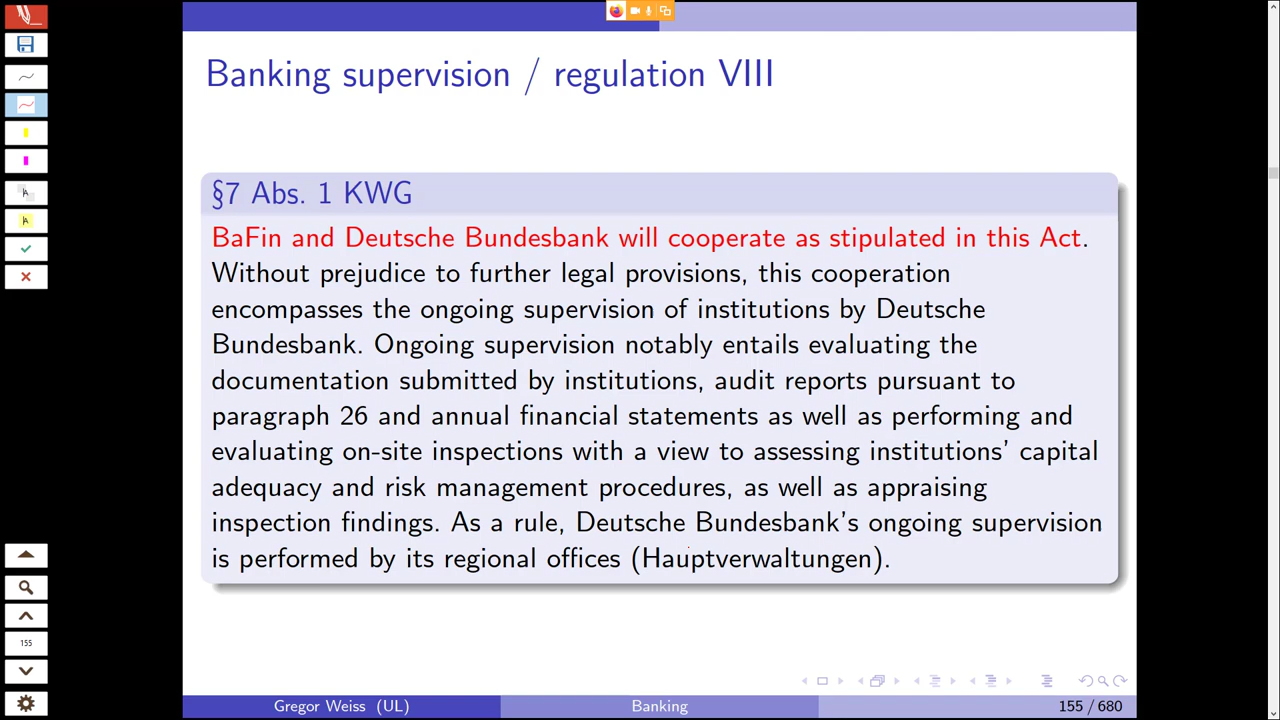 Banking supervision / regulation VIII
§7 Abs. 1 KWG
BaFin and Deutsche Bundesbank will cooperate as stipulated in this Act.
Without prejudice to further legal provisions, this cooperation
encompasses the ongoing supervision of institutions by Deutsche
Bundesbank. Ongoing supervision notably entails evaluating the
documentation submitted by institutions, audit reports pursuant to
paragraph 26 and annual financial statements as well as performing and
evaluating on-site inspections with a view to assessing institutions' capital
adequacy and risk management procedures, as well as appraising
inspection findings. As a rule, Deutsche Bundesbank's ongoing supervision
is performed by its regional offices (Hauptverwaltungen).
155
Gregor Weiss (UL) Banking 155 / 680